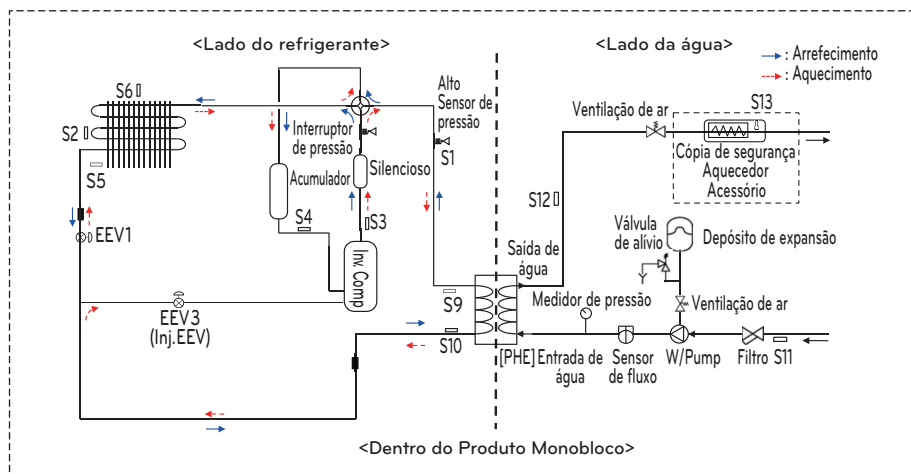 <Lado do refrigerante>
<Lado da água>
: Arrefecimento
: Aquecimento
S6
S2
S5
EEV1
EEV3
(Inj.EEV)
Interruptor
de pressão
Acumulador
Silencioso
S4
S3
Inv. Comp
Alto
Sensor de
pressão
S1
S9
S10
[PHE]
Saída de
água
Entrada de
água
Medidor de pressão
Sensor
de fluxo
W/Pump
Filtro
S11
Ventilação de ar
Válvula
de alívio
Depósito de expansão
S12
Ventilação de ar
S13
Cópia de segurança
Aquecedor
Acessório
<Dentro do Produto Monobloco>